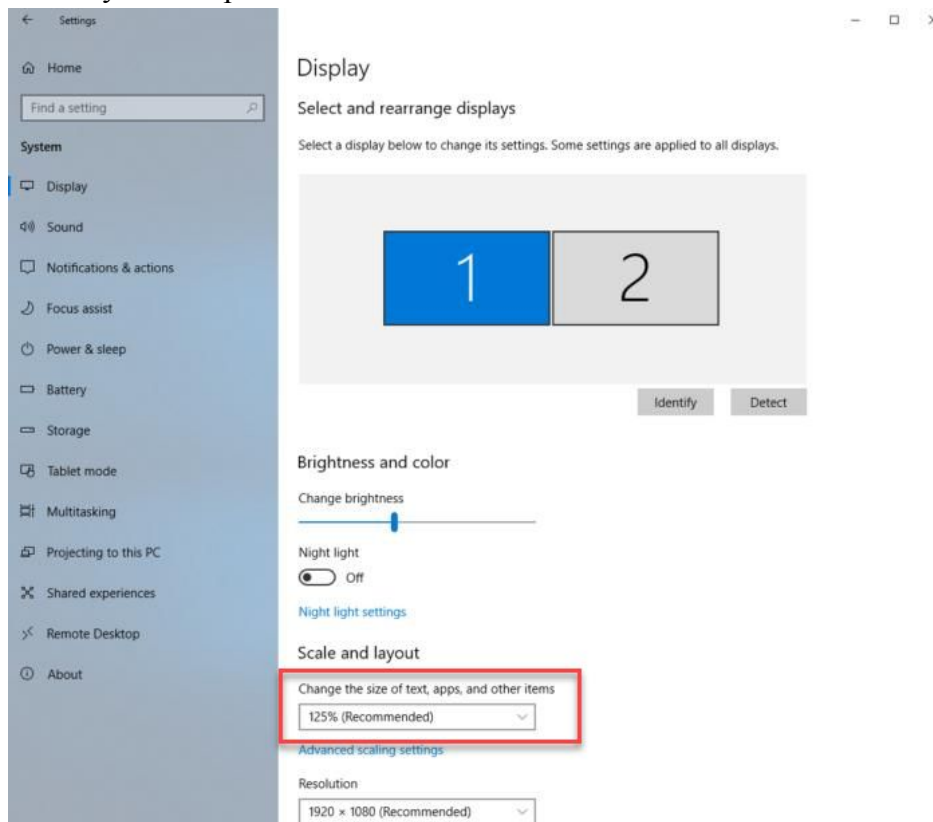 Settings
Home
Find a setting
System
Display
Sound
Notifications & actions
Focus assist
Power & sleep
Battery
Storage
Tablet mode
Multitasking
Projecting to this PC
Shared experiences
Remote Desktop
About
Display
Select and rearrange displays
Select a display below to change its settings. Some settings are applied to all displays.
1 2
Identify Detect
Brightness and color
Change brightness
Night light
Off
Night light settings
Scale and layout
Change the size of text, apps, and other items
125% (Recommended)
Advanced scaling settings
Resolution
1920 × 1080 (Recommended)